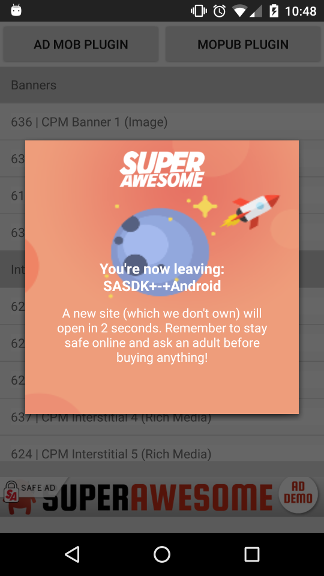 10:48
AD MOB PLUGIN
MOPUB PLUGIN
Banners
636 | CPM Banner 1 (Image)
63
61
63
SUPER
AWESOME
You're now leaving:
SASDK+-+Android
A new site (which we don't own) will
open in 2 seconds. Remember to stay
safe online and ask an adult before
buying anything!
Int
62
62
62
637 | CPM Interstitial 4 (Rich Media)
624 | CPM Interstitial 5 (Rich Media)
SA
SAFE AD
SUPERAWESOME
AD
DEMO